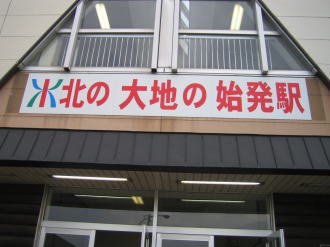 北の 大地の 始発駅